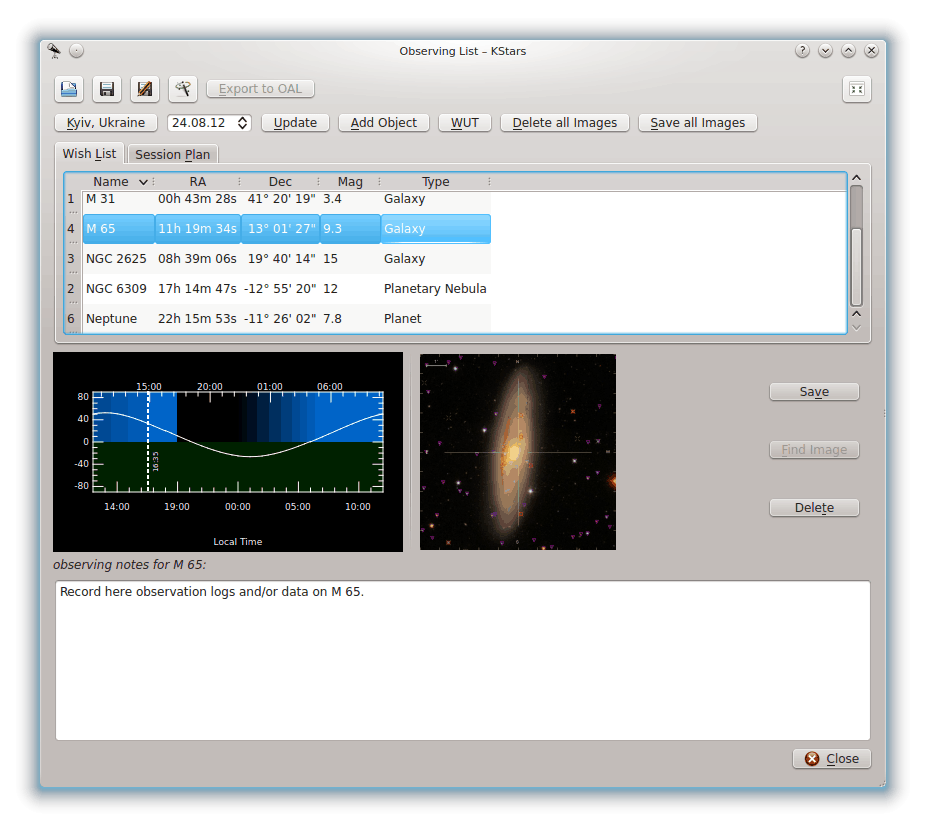 Observing List – KStars
Export to OAL
Kyiv, Ukraine 24.08.12 Update Add Object WUT Delete all Images Save all Images
Wish List Session Plan
Name RA Dec Mag Type
1 M 31 00h 43m 28s 41° 20' 19" 3.4 Galaxy
4 M 65 11h 19m 34s 13° 01' 27" 9.3 Galaxy
3 NGC 2625 08h 39m 06s 19° 40' 14" 15 Galaxy
2 NGC 6309 17h 14m 47s -12° 55' 20" 12 Planetary Nebula
6 Neptune 22h 15m 53s -11° 26' 02" 7.8 Planet
15:00 20:00 01:00 06:00
80
40
0
-40
-80
16:35
14:00 19:00 00:00 05:00 10:00
Local Time
Save
Find Image
Delete
observing notes for M 65:
Record here observation logs and/or data on M 65.
Close